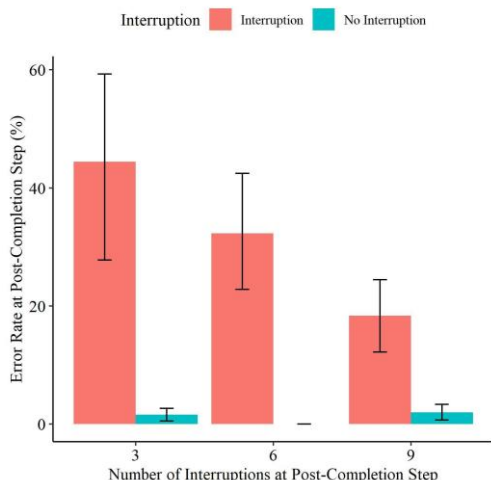 Interruption Interruption No Interruption
Error Rate at Post-Completion Step (%)
60
40
20
0
3 6 9
Number of Interruptions at Post-Completion Step